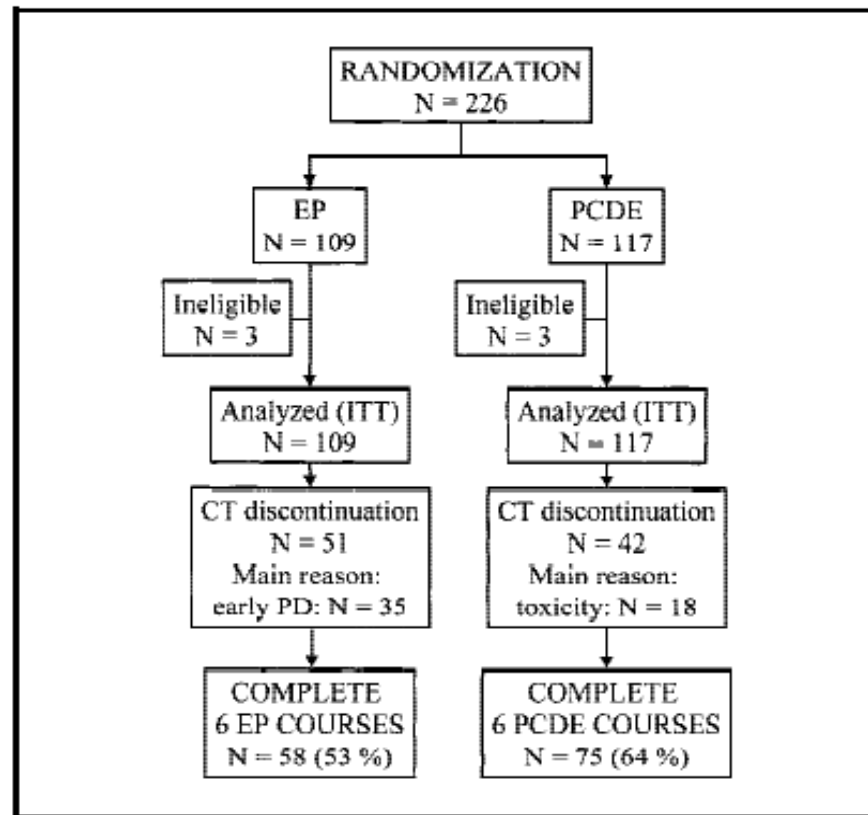 RANDOMIZATION
N = 226
EP
N = 109
PCDE
N = 117
Ineligible
N = 3
Ineligible
N = 3
Analyzed (ITT)
N = 109
Analyzed (ITT)
N = 117
CT discontinuation
N = 51
Main reason:
early PD: N = 35
CT discontinuation
N = 42
Main reason:
toxicity: N = 18
COMPLETE
6 EP COURSES
N = 58 (53 %)
COMPLETE
6 PCDE COURSES
N = 75 (64 %)